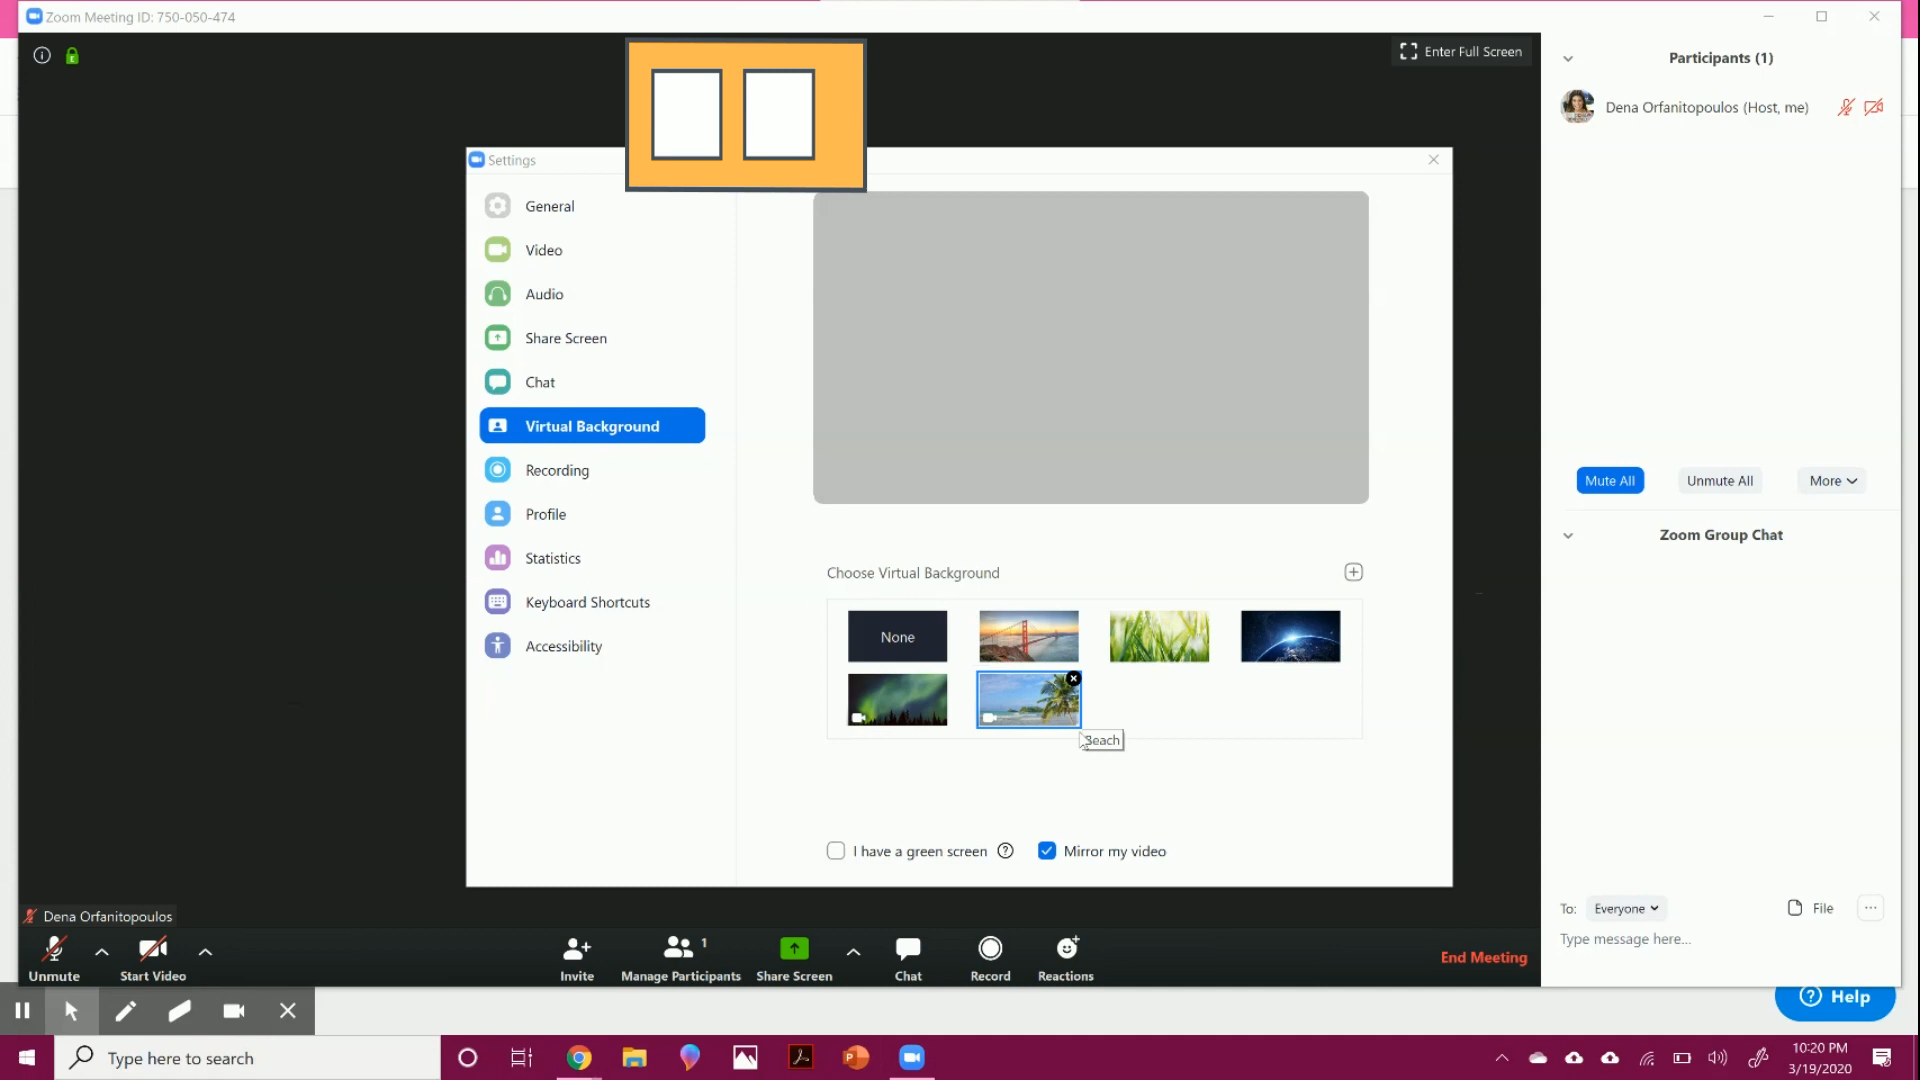 Zoom Meeting ID: 750-050-474
Enter Full Screen
Participants (1)
Dena Orfanitopoulos (Host, me)
Settings
General
Video
Audio
Share Screen
Chat
Virtual Background
Recording
Profile
Statistics
Keyboard Shortcuts
Accessibility
Choose Virtual Background
None
Beach
I have a green screen
Mirror my video
Mute All
Unmute All
More
Zoom Group Chat
To: Everyone
File
Type message here...
Dena Orfanitopoulos
Unmute
Start Video
Invite
1
Manage Participants
Share Screen
Chat
Record
Reactions
End Meeting
Help
Type here to search
10:20 PM
3/19/2020